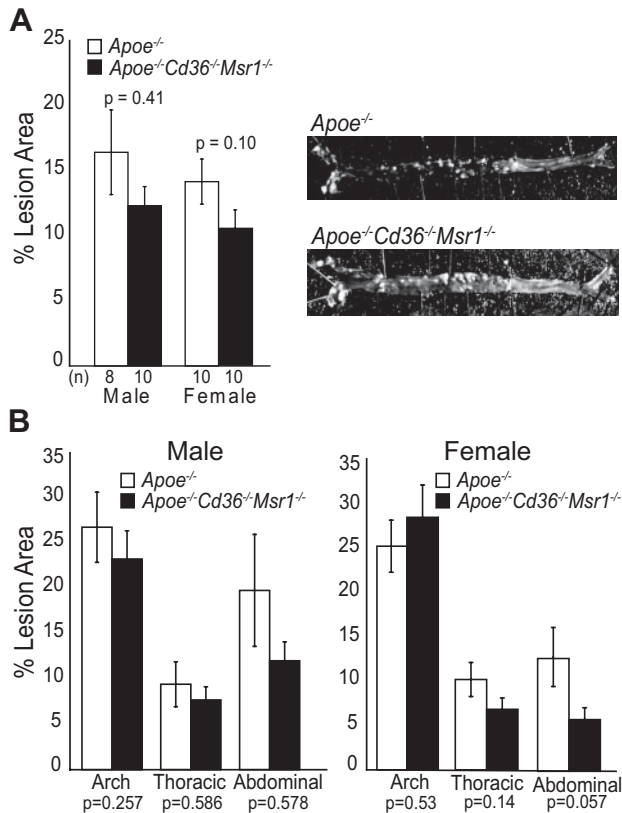 A
25
20
15
10
5
0
% Lesion Area
Apoe-/-
Apoe-/-Cd36-/-Msr1-/-
p = 0.41
p = 0.10
(n) 8 10 10 10
Male Female
Apoe-/-
Apoe-/-Cd36-/-Msr1-/-
B
Male
35
30
25
20
15
10
5
0
% Lesion Area
Apoe-/-
Apoe-/-Cd36-/-Msr1-/-
Arch Thoracic Abdominal
p=0.257 p=0.586 p=0.578
Female
35
30
25
20
15
10
5
0
% Lesion Area
Apoe-/-
Apoe-/-Cd36-/-Msr1-/-
Arch Thoracic Abdominal
p=0.53 p=0.14 p=0.057